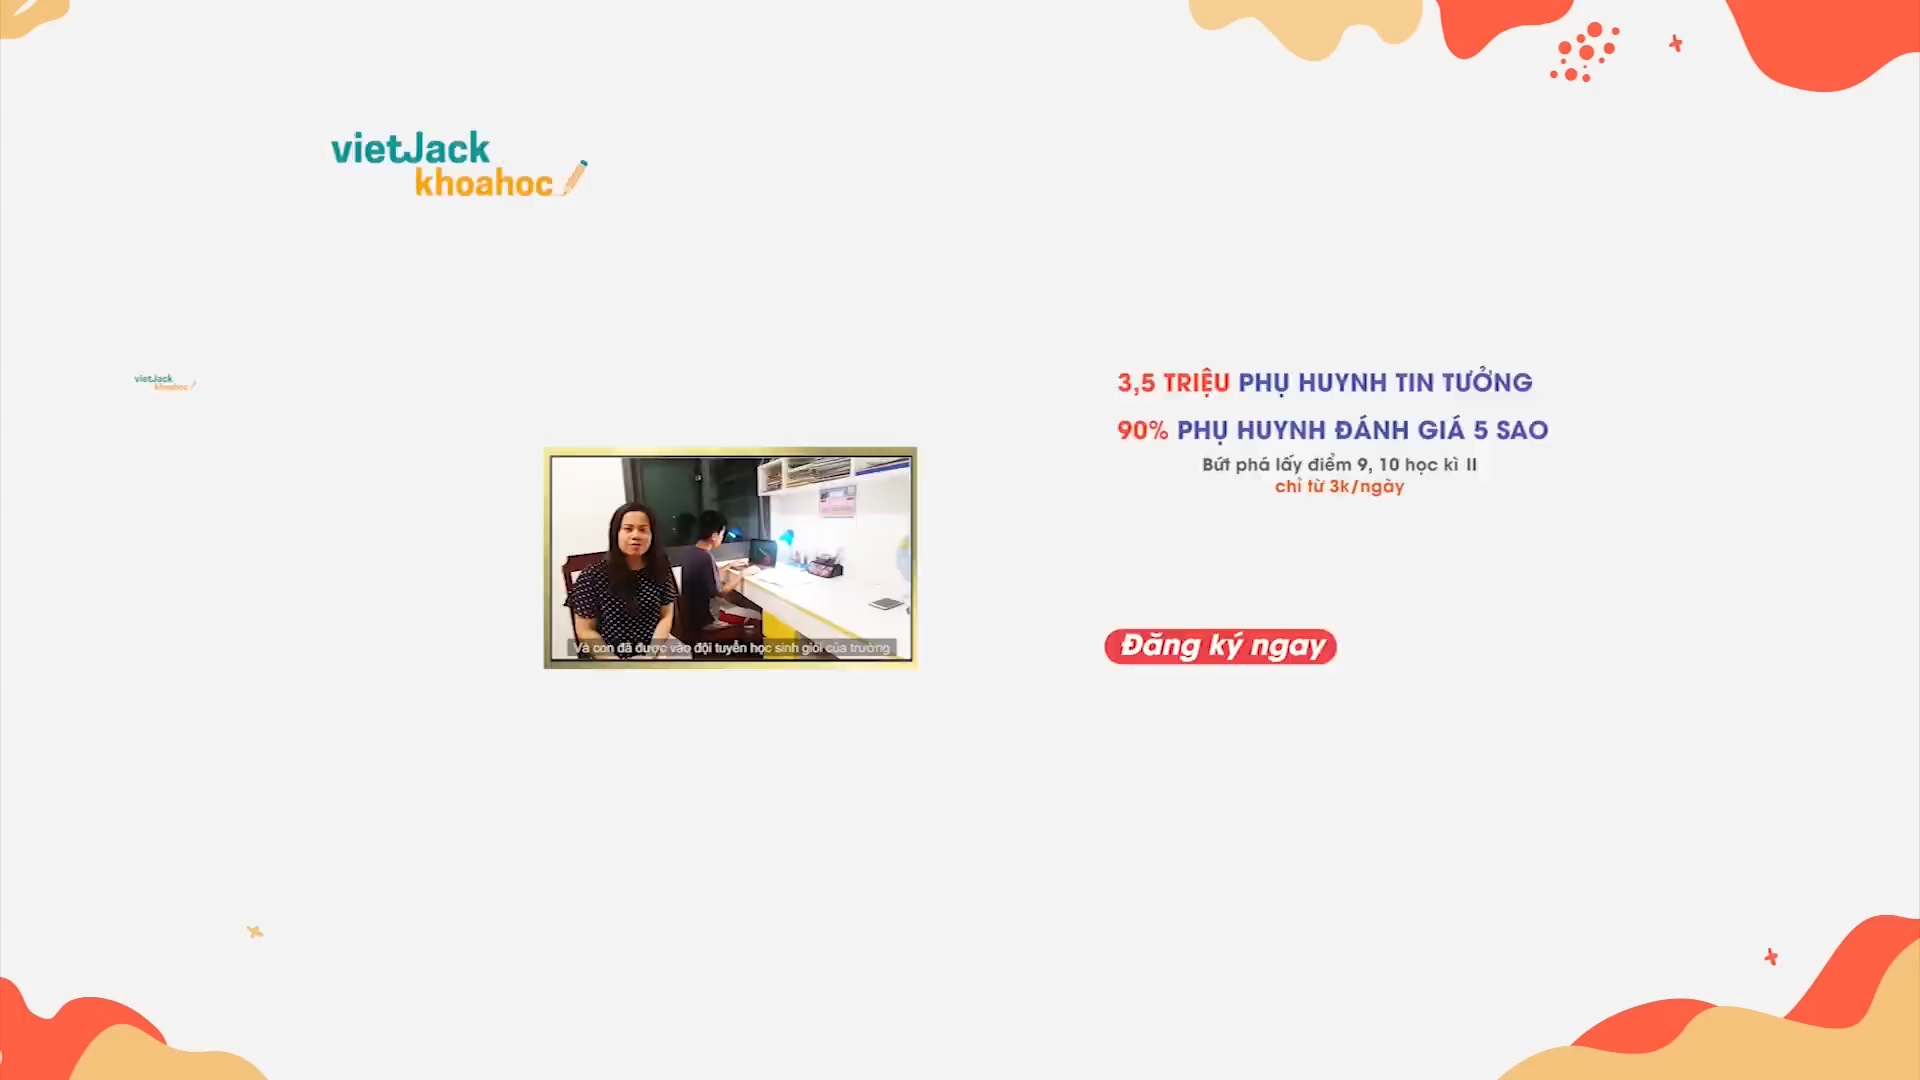 vietJack
khoahoc
vietJack
khoahoc
3,5 TRIỆU PHỤ HUYNH TIN TƯỞNG
90% PHỤ HUYNH ĐÁNH GIÁ 5 SAO
Bứt phá lấy điểm 9, 10 học kì II
chỉ từ 3k/ngày
Và con đã được vào đội tuyển học sinh giỏi của trường
Đăng ký ngay